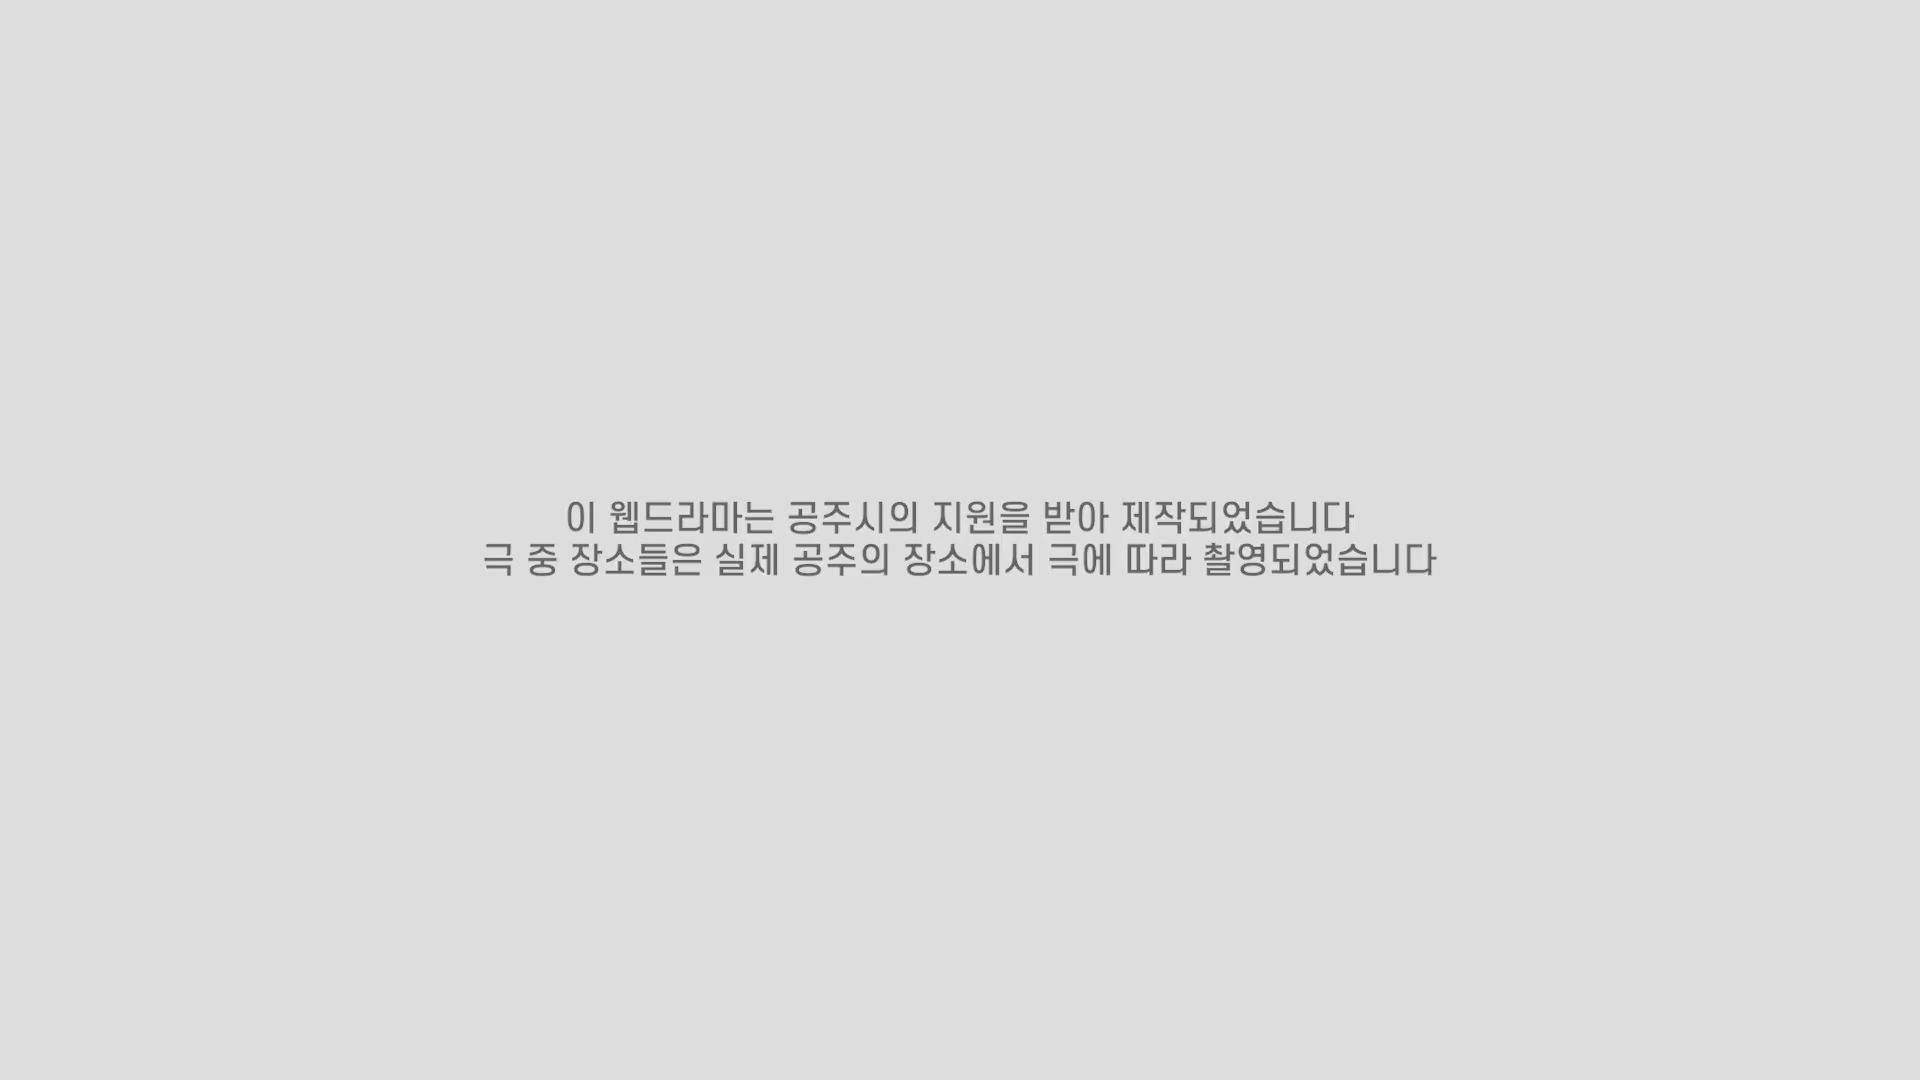 이 웹드라마는 공주시의 지원을 받아 제작되었습니다
극 중 장소들은 실제 공주의 장소에서 극에 따라 촬영되었습니다